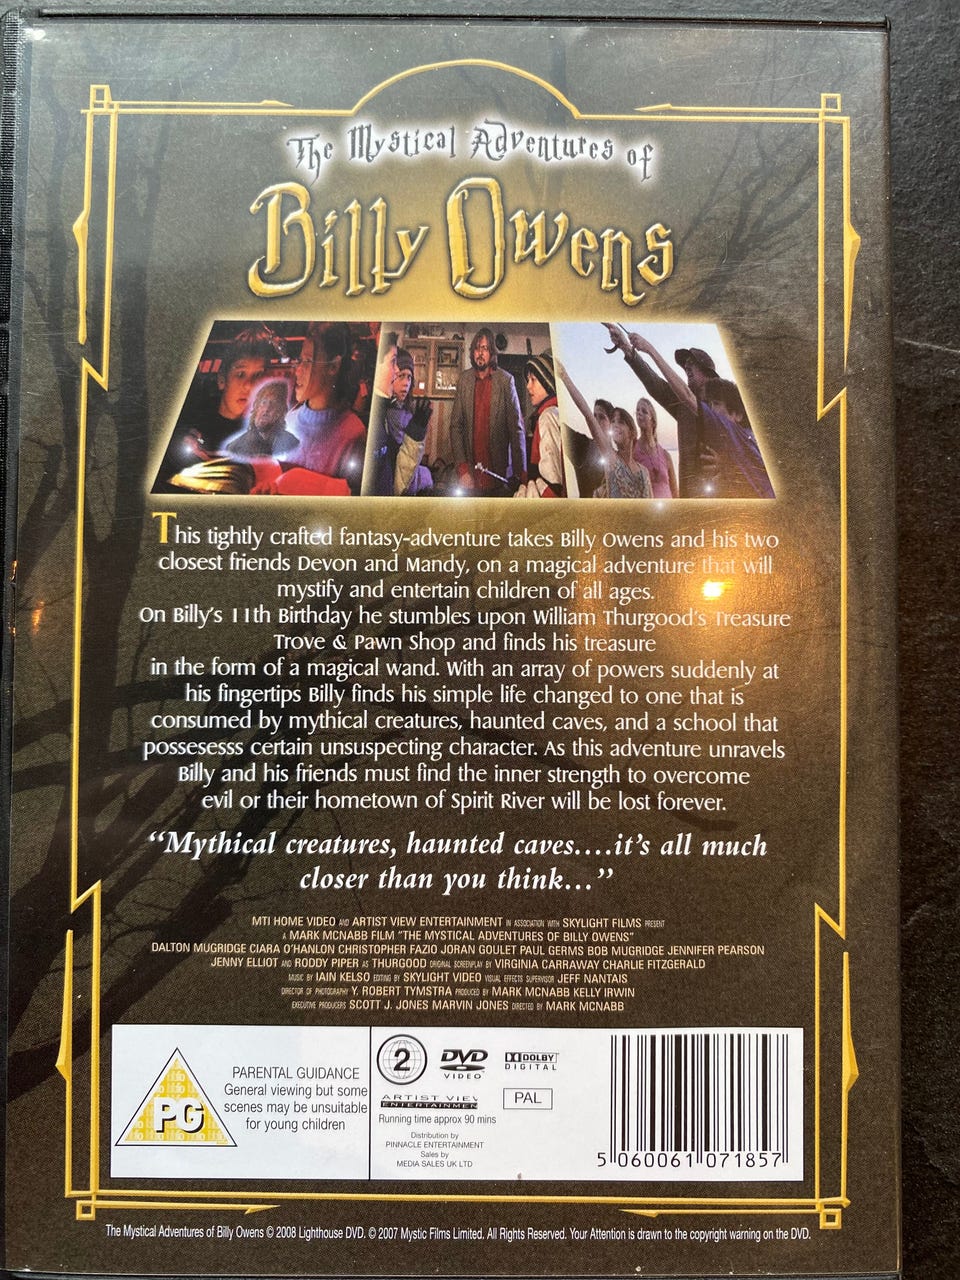 The Mystical Adventures of
Billy Owens
This tightly crafted fantasy-adventure takes Billy Owens and his two
closest friends Devon and Mandy, on a magical adventure that will
mystify and entertain children of all ages.
On Billy's 11th Birthday he stumbles upon William Thurgood's Treasure
Trove & Pawn Shop and finds his treasure
in the form of a magical wand. With an array of powers suddenly at
his fingertips Billy finds his simple life changed to one that is
consumed by mythical creatures, haunted caves, and a school that
possesesss certain unsuspecting character. As this adventure unravels
Billy and his friends must find the inner strength to overcome
evil or their hometown of Spirit River will be lost forever.
“Mythical creatures, haunted caves....it's all much
closer than you think...”
MTI HOME VIDEO AND ARTIST VIEW ENTERTAINMENT IN ASSOCIATION WITH SKYLIGHT FILMS PRESENT
A MARK MCNABB FILM "THE MYSTICAL ADVENTURES OF BILLY OWENS"
DALTON MUGRIDGE CIARA O'HANLON CHRISTOPHER FAZIO JORAN GOULET PAUL GERMS BOB MUGRIDGE JENNIFER PEARSON
JENNY ELLIOT AND RODDY PIPER AS THURGOOD ORIGINAL SCREENPLAY BY VIRGINIA CARRAWAY CHARLIE FITZGERALD
MUSIC BY IAIN KELSO EDITING BY SKYLIGHT VIDEO VISUAL EFFECTS SUPERVISOR JEFF NANTAIS
DIRECTOR OF PHOTOGRAPHY Y. ROBERT TYMSTRA PRODUCED BY MARK MCNABB KELLY IRWIN
EXECUTIVE PRODUCERS SCOTT J. JONES MARVIN JONES DIRECTED BY MARK MCNABB
PG
PARENTAL GUIDANCE
General viewing but some
scenes may be unsuitable
for young children
2
DVD
VIDEO
DOLBY
DIGITAL
ARTIST VIEW
ENTERTAINMENT
PAL
Running time approx 90 mins
Distribution by
PINNACLE ENTERTAINMENT
Sales by
MEDIA SALES UK LTD
5 060061 071857
The Mystical Adventures of Billy Owens © 2008 Lighthouse DVD. © 2007 Mystic Films Limited. All Rights Reserved. Your Attention is drawn to the copyright warning on the DVD.